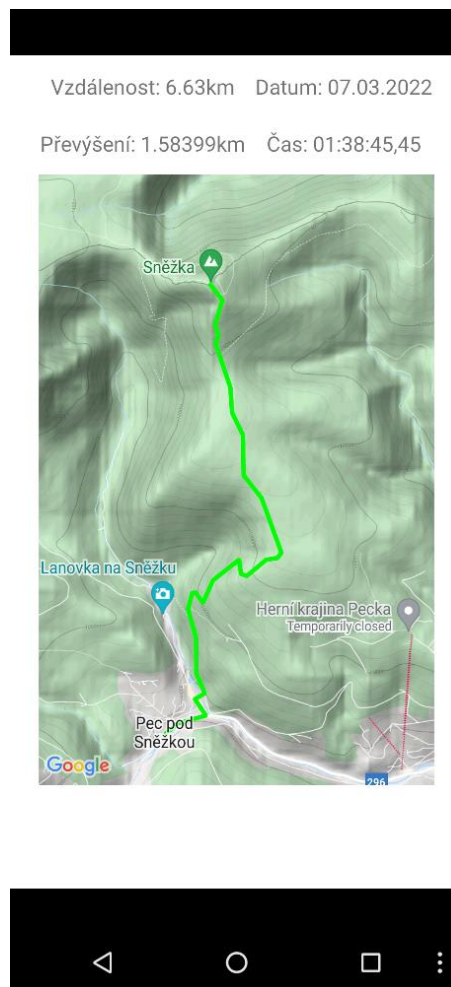 Vzdálenost: 6.63km Datum: 07.03.2022
Převýšení: 1.58399km Čas: 01:38:45,45
Sněžka
Lanovka na Sněžku
Herní krajina Pecka
Temporarily closed
Pec pod
Sněžkou
Google
296